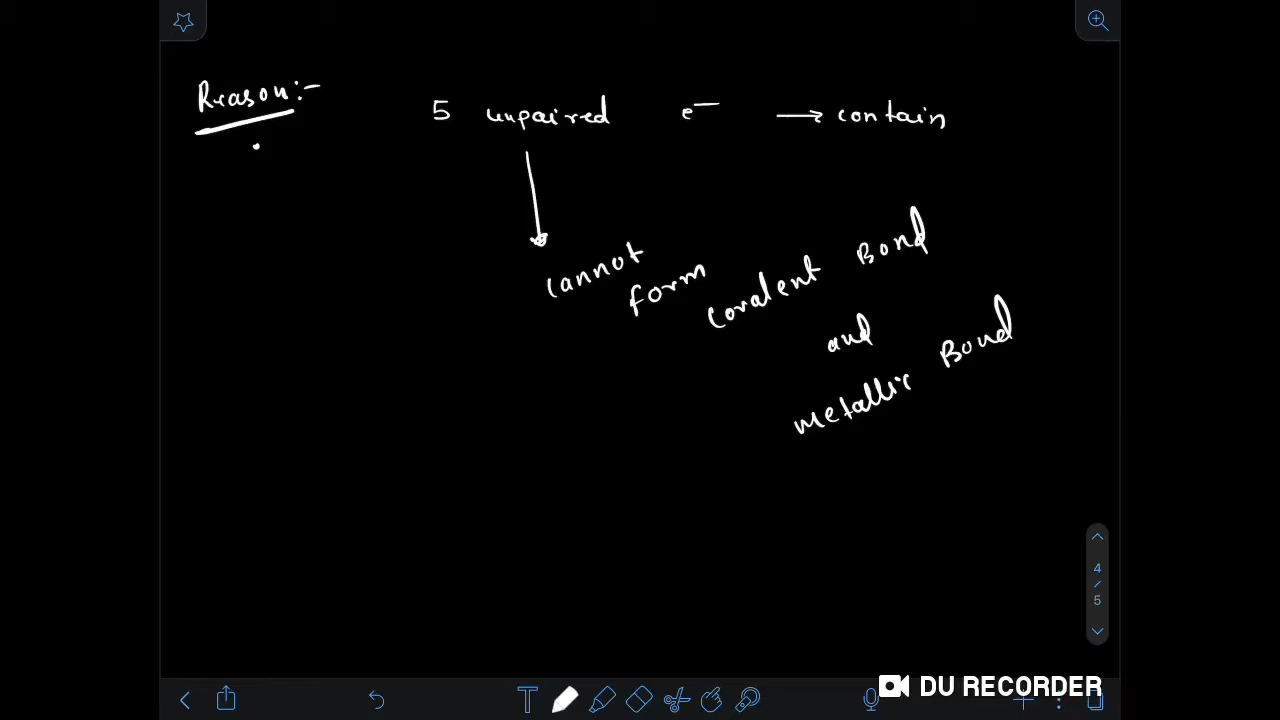 Reason:-
5 unpaired e⁻ → contain
cannot form covalent Bond
and
metallic Bond
4
/
5
T
DU RECORDER